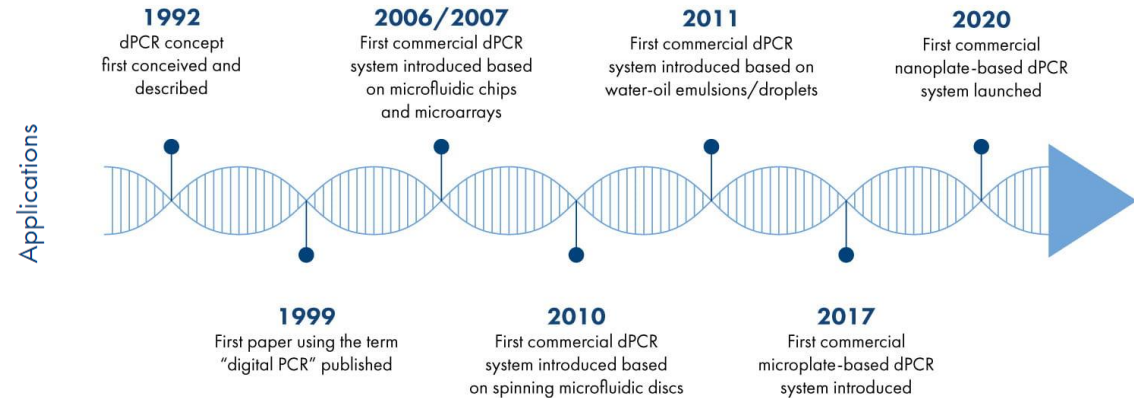 Applications
1992
dPCR concept
first conceived and
described
2006/2007
First commercial dPCR
system introduced based
on microfluidic chips
and microarrays
2011
First commercial dPCR
system introduced based on
water-oil emulsions/droplets
2020
First commercial
nanoplate-based dPCR
system launched
1999
First paper using the term
“digital PCR” published
2010
First commercial dPCR
system introduced based
on spinning microfluidic discs
2017
First commercial
microplate-based dPCR
system introduced